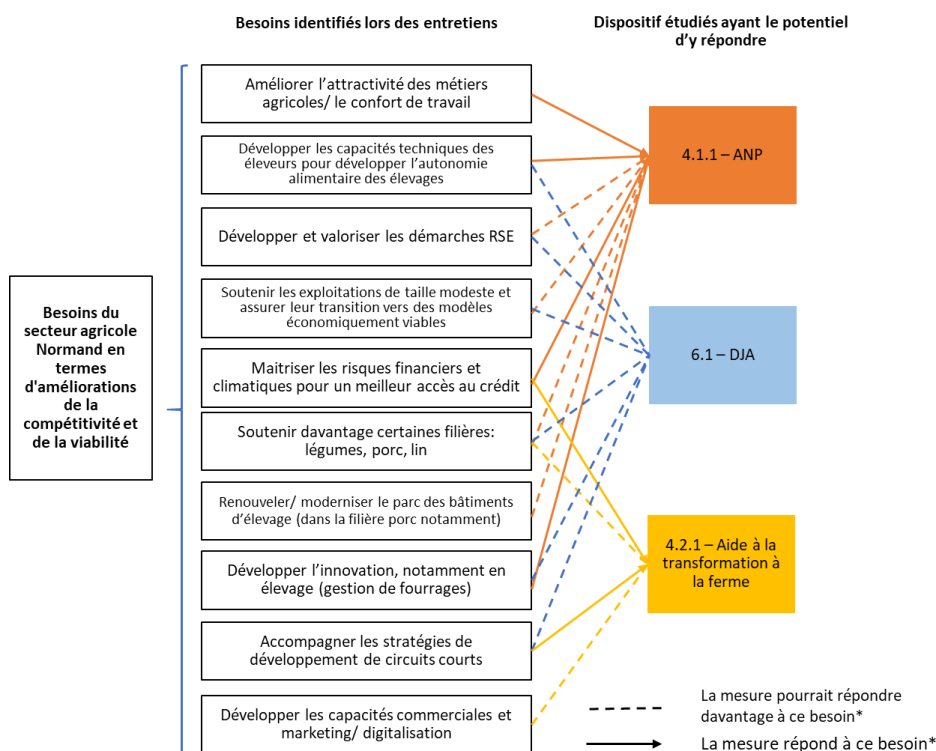 Besoins identifiés lors des entretiens
Dispositif étudiés ayant le potentiel
d'y répondre
Besoins du
secteur agricole
Normand en
termes
d'améliorations
de la
compétitivité et
de la viabilité
Améliorer l'attractivité des métiers
agricoles/ le confort de travail
Développer les capacités techniques des
éleveurs pour développer l'autonomie
alimentaire des élevages
Développer et valoriser les démarches RSE
Soutenir les exploitations de taille modeste et
assurer leur transition vers des modèles
économiquement viables
Maitriser les risques financiers et
climatiques pour un meilleur accès au crédit
Soutenir davantage certaines filières:
légumes, porc, lin
Renouveler/ moderniser le parc des bâtiments
d'élevage (dans la filière porc notamment)
Développer l'innovation, notamment en
élevage (gestion de fourrages)
Accompagner les stratégies de
développement de circuits courts
Développer les capacités commerciales et
marketing/ digitalisation
4.1.1 – ANP
6.1 – DJA
4.2.1 – Aide à la
transformation à
la ferme
La mesure pourrait répondre
davantage à ce besoin*
La mesure répond à ce besoin*